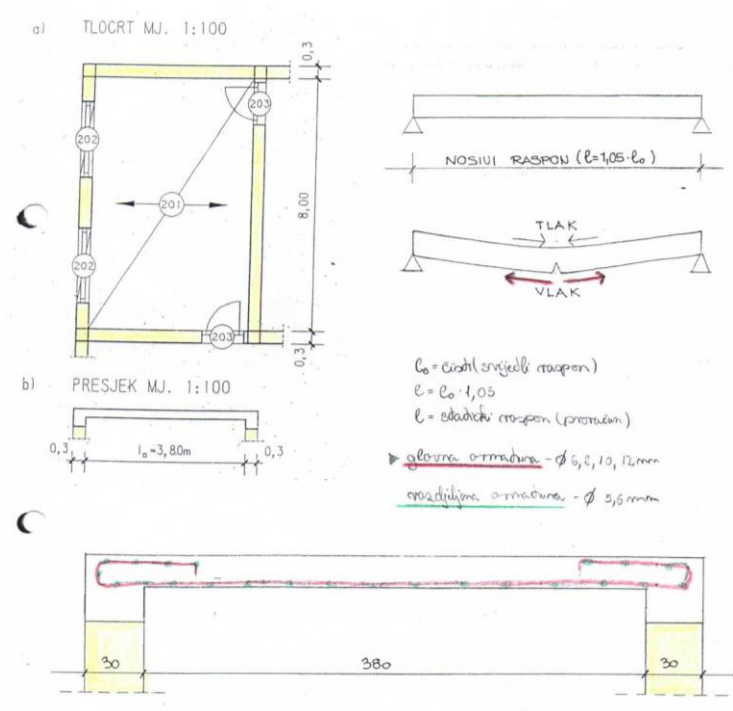 a) TLOCRT MJ. 1:100
0,3
203
202
201
8,00
202
203
0,3
NOSIVI RASPON (l=1,05·l₀)
TLAK
VLAK
l₀ = čisti (svijetli raspon)
l = l₀ · 1,05
l = statički raspon (proračun)
glavna armatura - ϕ 6, 8, 10, 12 mm
razdjeljna armatura - ϕ 5,6 mm
b) PRESJEK MJ. 1:100
0,3
l₀=3,80m
0,3
30
380
30